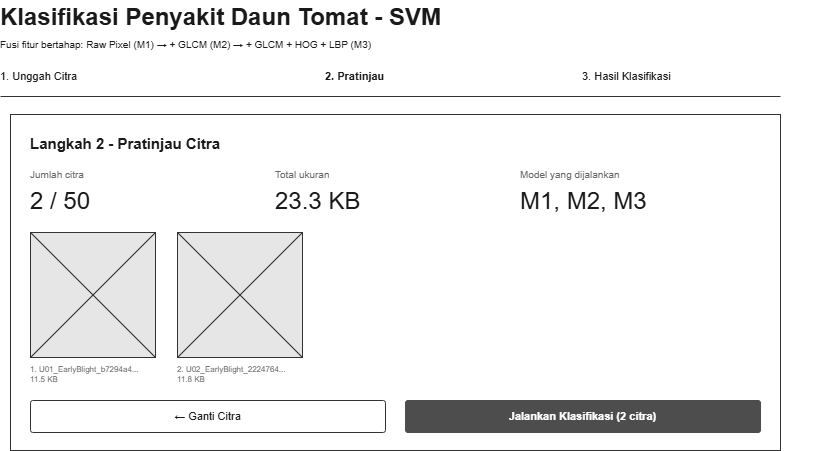 Klasifikasi Penyakit Daun Tomat - SVM
Fusi fitur bertahap: Raw Pixel (M1) → + GLCM (M2) → + GLCM + HOG + LBP (M3)
1. Unggah Citra
2. Pratinjau
3. Hasil Klasifikasi
Langkah 2 - Pratinjau Citra
Jumlah citra
Total ukuran
Model yang dijalankan
2 / 50
23.3 KB
M1, M2, M3
1. U01_EarlyBlight_b7294a4...
11.5 KB
2. U02_EarlyBlight_2224764...
11.8 KB
← Ganti Citra
Jalankan Klasifikasi (2 citra)